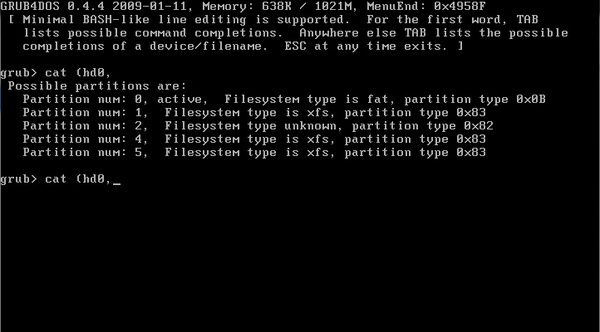 GRUB4DOS 0.4.4 2009-01-11, Memory: 638K / 1021M, MenuEnd: 0x4958F
[ Minimal BASH-like line editing is supported.  For the first word, TAB
lists possible command completions.  Anywhere else TAB lists the possible
completions of a device/filename.  ESC at any time exits. ]
grub> cat (hd0,
Possible partitions are:
Partition num: 0, active,  Filesystem type is fat, partition type 0x0B
Partition num: 1,  Filesystem type is xfs, partition type 0x83
Partition num: 2,  Filesystem type unknown, partition type 0x82
Partition num: 4,  Filesystem type is xfs, partition type 0x83
Partition num: 5,  Filesystem type is xfs, partition type 0x83
grub> cat (hd0,_